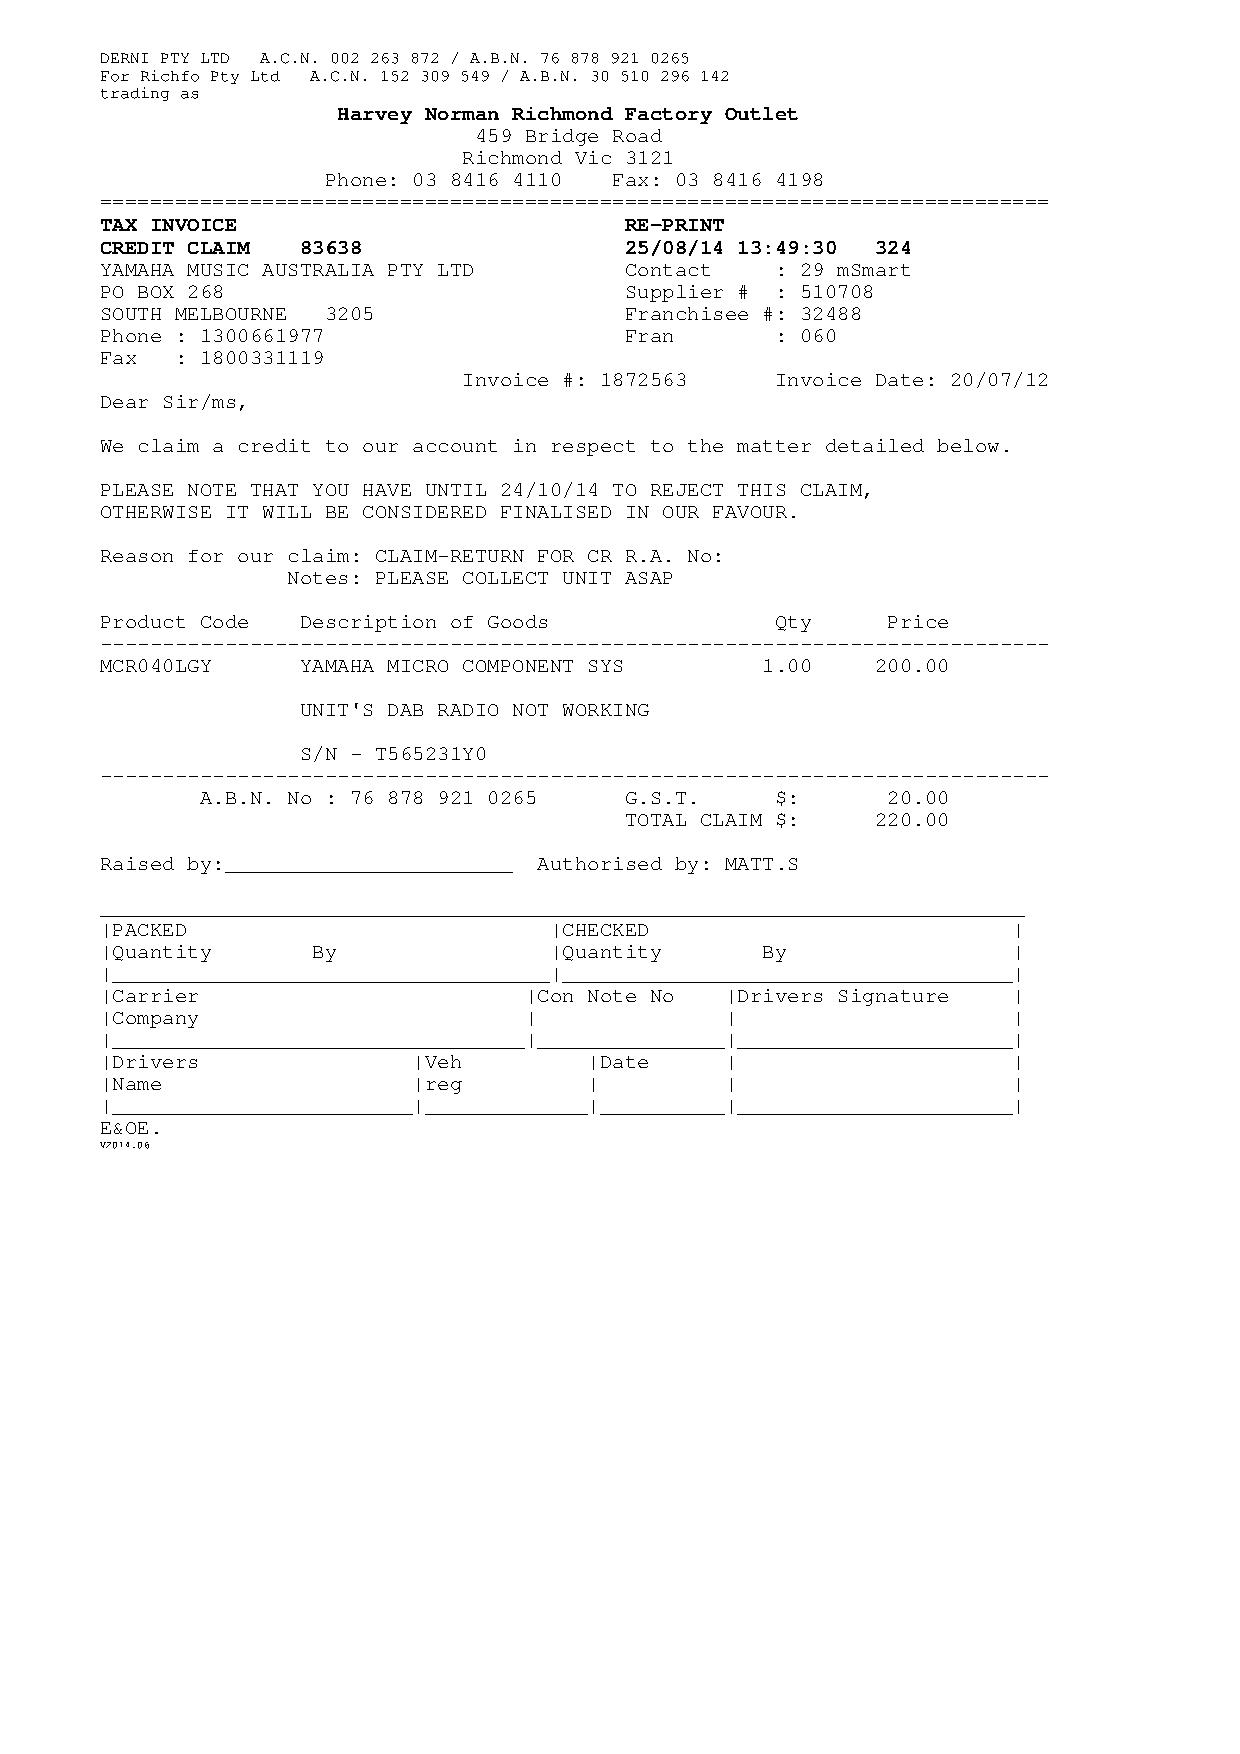 DERNI PTY LTD   A.C.N. 002 263 872 / A.B.N. 76 878 921 0265
For Richfo Pty Ltd   A.C.N. 152 309 549 / A.B.N. 30 510 296 142
trading as
Harvey Norman Richmond Factory Outlet
459 Bridge Road
Richmond Vic 3121
Phone: 03 8416 4110    Fax: 03 8416 4198
============================================================================
TAX INVOICE                               RE-PRINT
CREDIT CLAIM    83638                     25/08/14 13:49:30   324
YAMAHA MUSIC AUSTRALIA PTY LTD            Contact     : 29 mSmart
PO BOX 268                                Supplier #  : 510708
SOUTH MELBOURNE   3205                    Franchisee #: 32488
Phone : 1300661977                        Fran        : 060
Fax   : 1800331119
Invoice #: 1872563       Invoice Date: 20/07/12
Dear Sir/ms,
We claim a credit to our account in respect to the matter detailed below.
PLEASE NOTE THAT YOU HAVE UNTIL 24/10/14 TO REJECT THIS CLAIM,
OTHERWISE IT WILL BE CONSIDERED FINALISED IN OUR FAVOUR.
Reason for our claim: CLAIM-RETURN FOR CR R.A. No:
Notes: PLEASE COLLECT UNIT ASAP
Product Code    Description of Goods                  Qty      Price
----------------------------------------------------------------------------
MCR040LGY       YAMAHA MICRO COMPONENT SYS           1.00     200.00
UNIT'S DAB RADIO NOT WORKING
S/N - T565231Y0
----------------------------------------------------------------------------
A.B.N. No : 76 878 921 0265       G.S.T.      $:       20.00
TOTAL CLAIM $:      220.00
Raised by:_______________________  Authorised by: MATT.S
|PACKED                             |CHECKED                             |
|Quantity        By                 |Quantity        By                  |
|Carrier                          |Con Note No    |Drivers Signature     |
|Company                          |               |                      |
|Drivers                 |Veh          |Date      |                      |
|Name                    |reg          |          |                      |
E&OE.
V2014.06